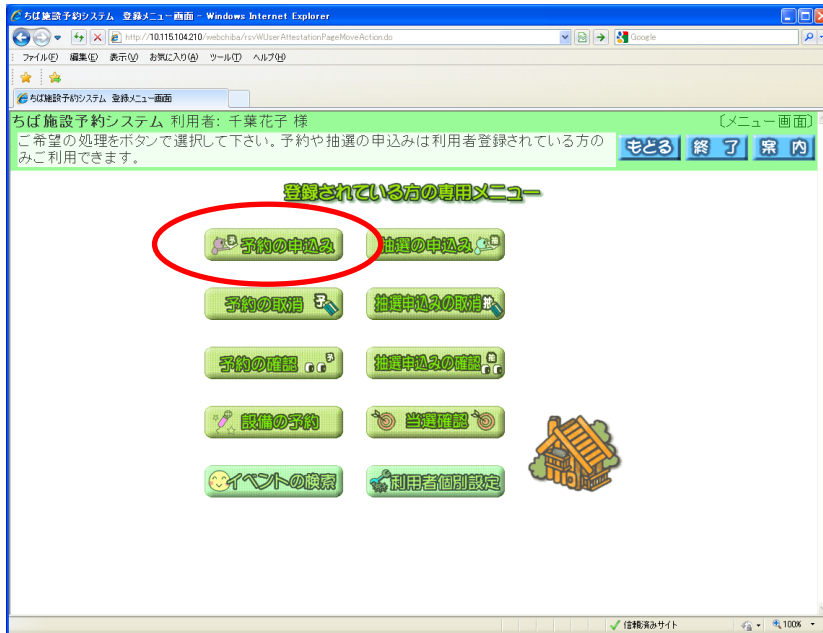 ちば施設予約システム 登録メニュー画面 - Windows Internet Explorer
http://10.115.104.210/webchiba/rsvWUserAttestationPageMoveAction.do
Google
ファイル(F) 編集(E) 表示(V) お気に入り(A) ツール(T) ヘルプ(H)
ちば施設予約システム 登録メニュー画面
ちば施設予約システム 利用者: 千葉花子 様 〔メニュー画面〕
ご希望の処理をボタンで選択して下さい。予約や抽選の申込みは利用者登録されている方の
みご利用できます。
もどる 終了 案内
登録されている方の専用メニュー
予約の申込み 抽選の申込み
予約の取消 抽選申込みの取消
予約の確認 抽選申込みの確認
設備の予約 当選確認
イベントの検索 利用者個別設定
信頼済みサイト 100%